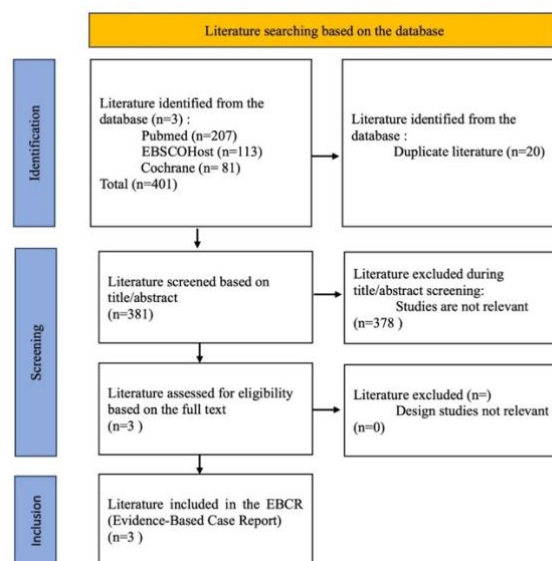 Literature searching based on the database
Identification
Literature identified from the
database (n=3) :
Pubmed (n=207)
EBSCOHost (n=113)
Cochrane (n= 81)
Total (n=401)
Literature identified from the
database :
Duplicate literature (n=20)
Screening
Literature screened based on
title/abstract
(n=381)
Literature excluded during
title/abstract screening:
Studies are not relevant
(n=378 )
Literature assessed for eligibility
based on the full text
(n=3 )
Literature excluded (n=)
Design studies not relevant
(n=0)
Inclusion
Literature included in the EBCR
(Evidence-Based Case Report)
(n=3 )